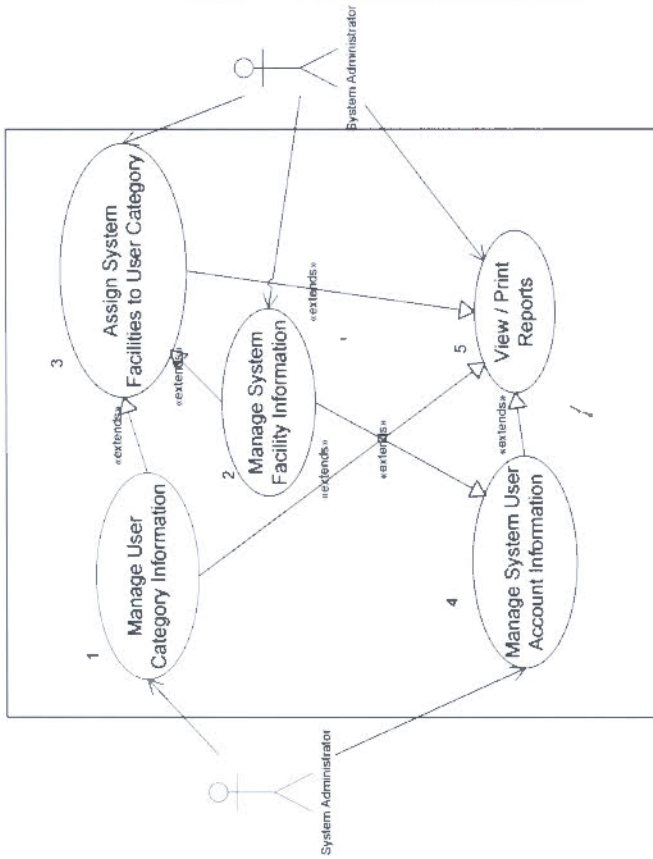 System Administrator
1
Manage User
Category Information
«extends»
3
Assign System
Facilities to User Category
«extends»
2
Manage System
Facility Information
«extends»
«extends»
«extends»
4
Manage System User
Account Information
«extends»
5
View / Print
Reports
System Administrator